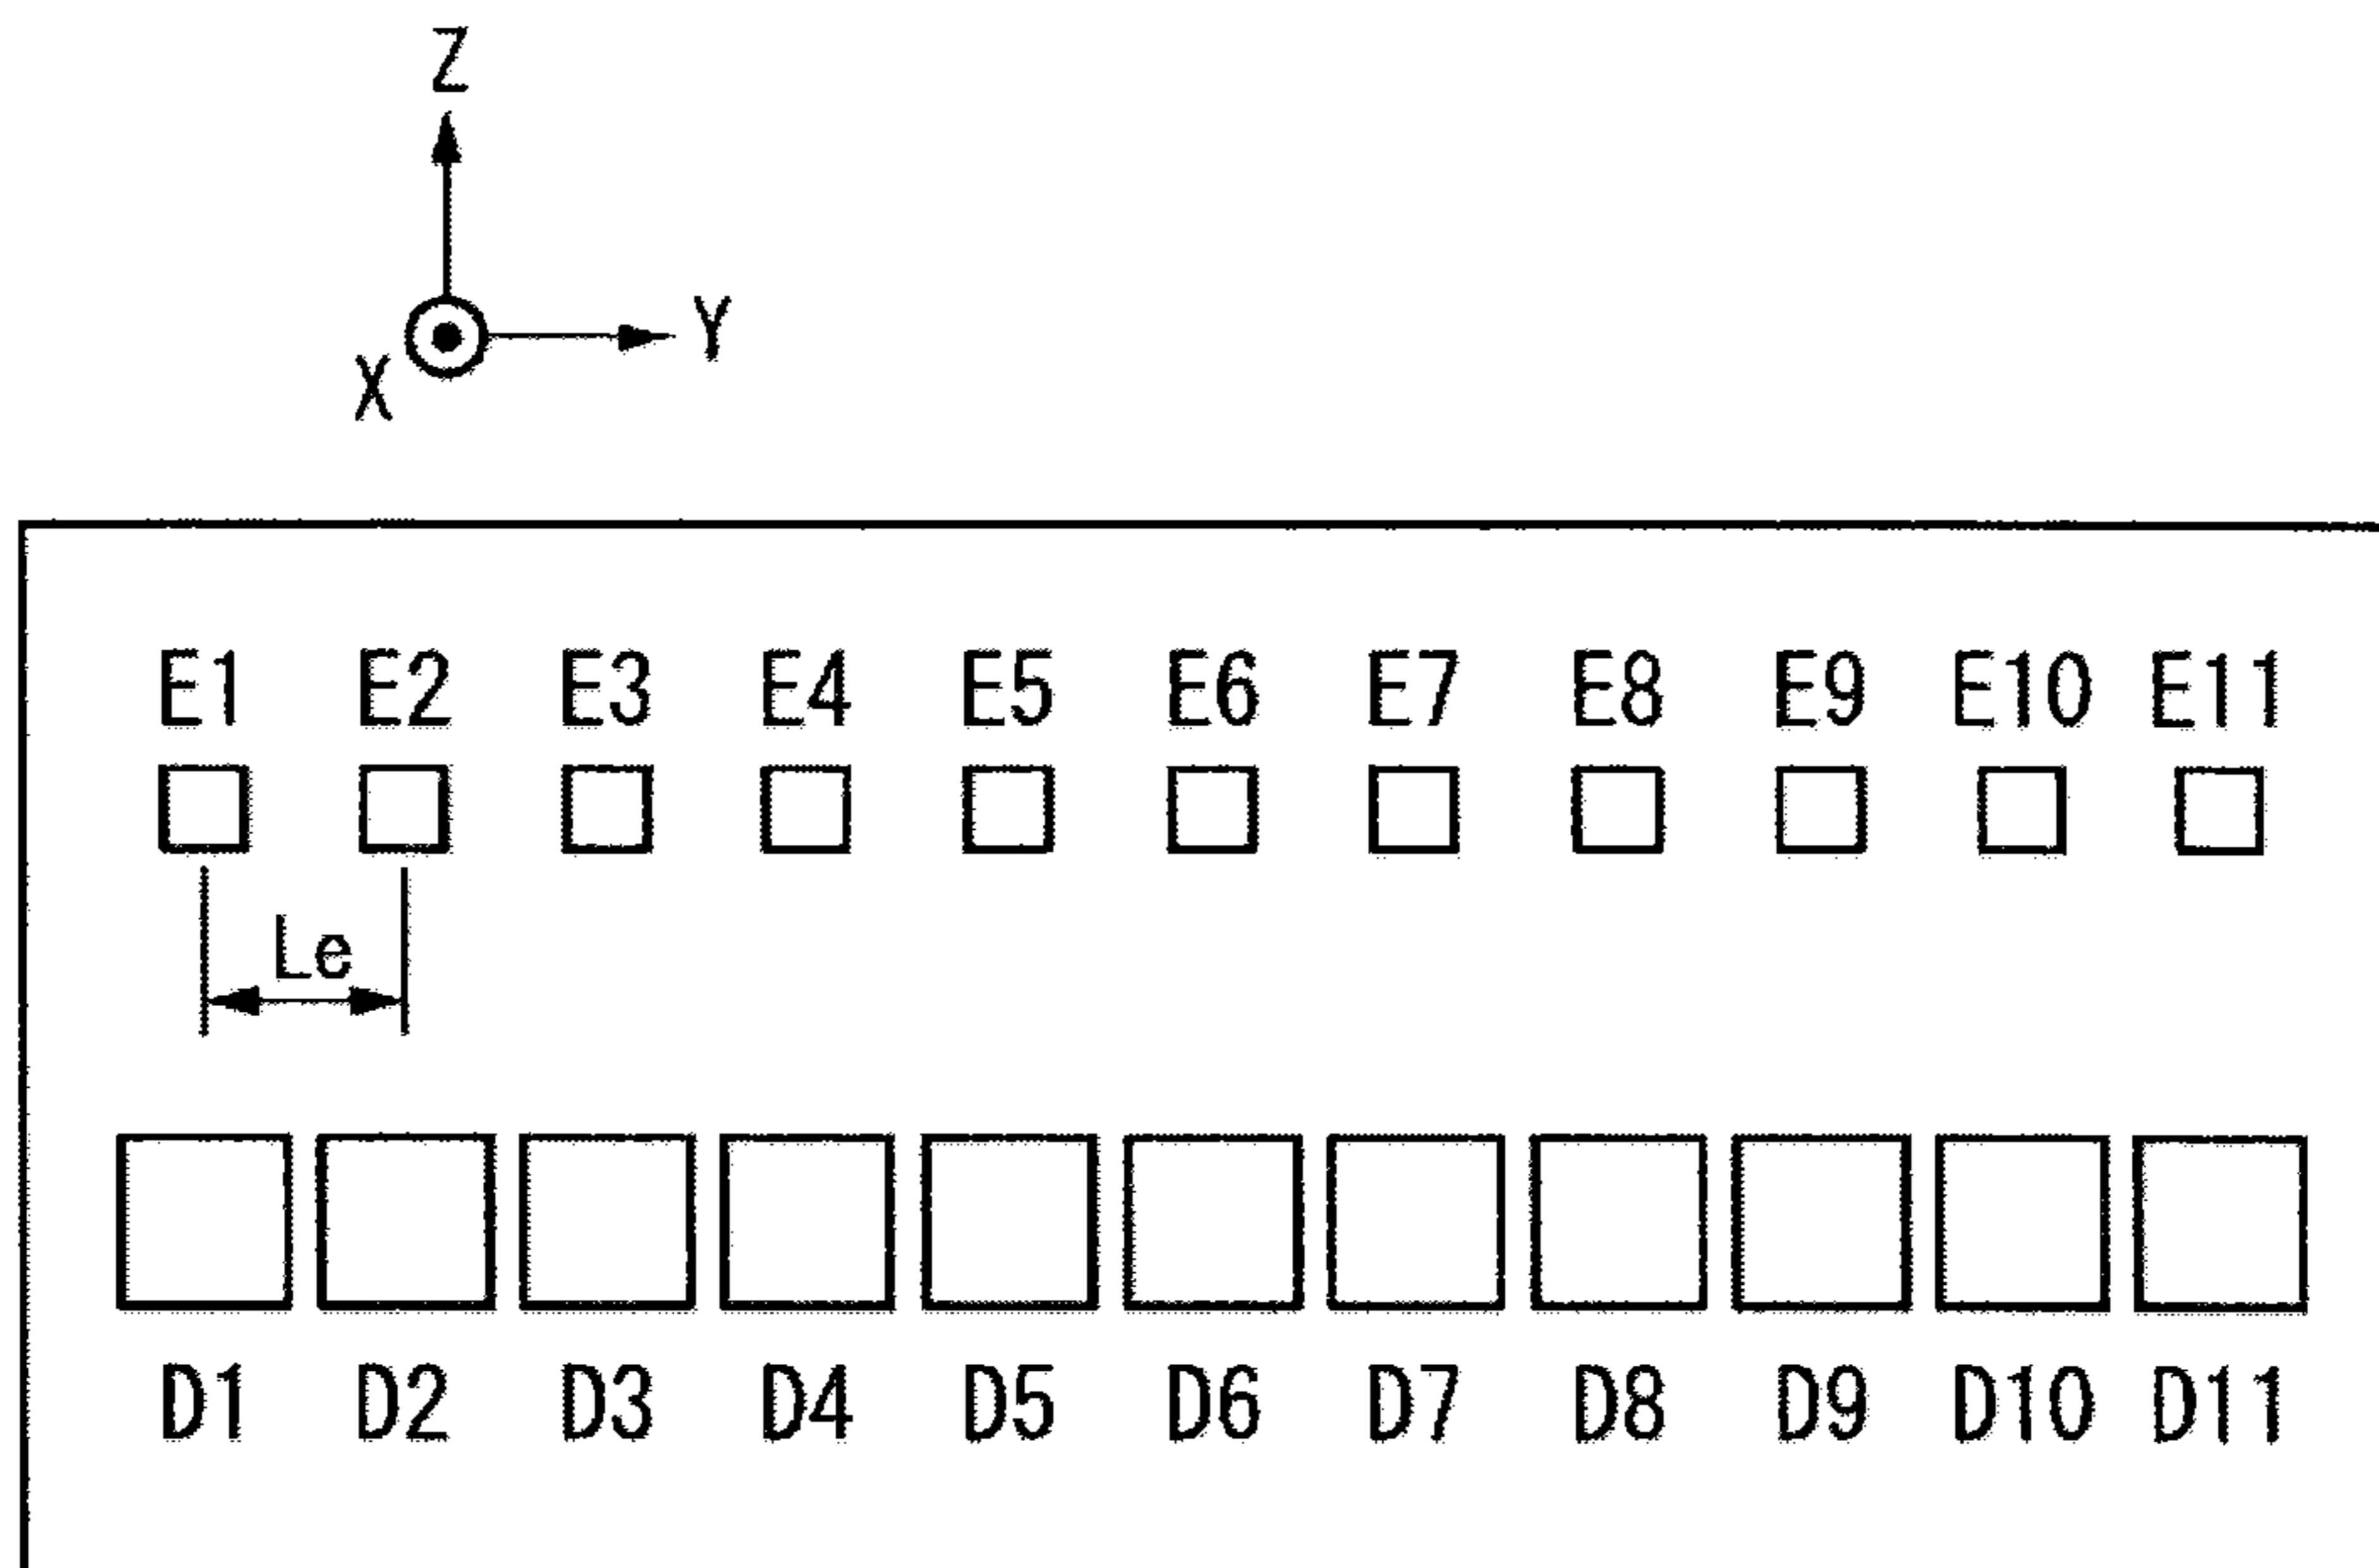 Z
Y
X
E1 E2 E3 E4 E5 E6 E7 E8 E9 E10 E11
Le
D1 D2 D3 D4 D5 D6 D7 D8 D9 D10 D11